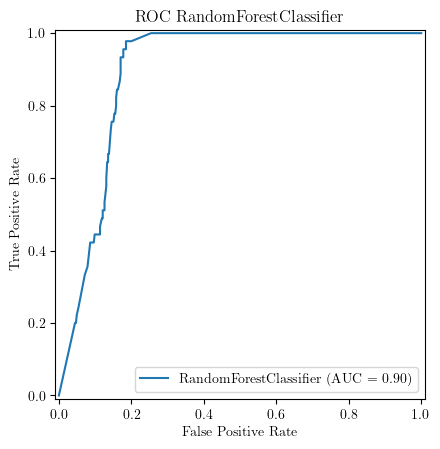 ROC RandomForestClassifier
True Positive Rate
1.0
0.8
0.6
0.4
0.2
0.0
RandomForestClassifier (AUC = 0.90)
0.0 0.2 0.4 0.6 0.8 1.0
False Positive Rate